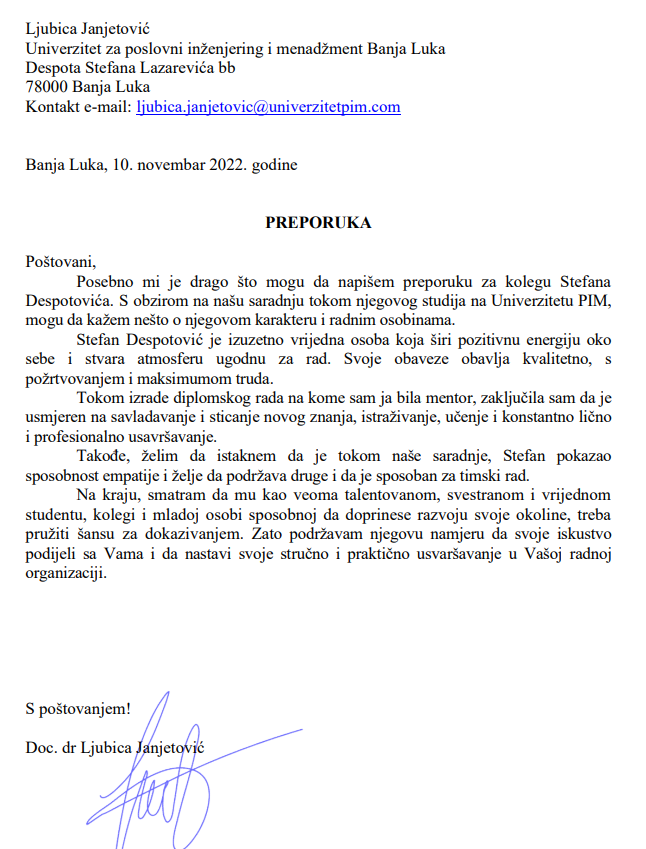 Ljubica Janjetović
Univerzitet za poslovni inženjering i menadžment Banja Luka
Despota Stefana Lazarevića bb
78000 Banja Luka
Kontakt e-mail: ljubica.janjetovic@univerzitetpim.com
Banja Luka, 10. novembar 2022. godine
PREPORUKA
Poštovani,
Posebno mi je drago što mogu da napišem preporuku za kolegu Stefana
Despotovića. S obzirom na našu saradnju tokom njegovog studija na Univerzitetu PIM,
mogu da kažem nešto o njegovom karakteru i radnim osobinama.
Stefan Despotović je izuzetno vrijedna osoba koja širi pozitivnu energiju oko
sebe i stvara atmosferu ugodnu za rad. Svoje obaveze obavlja kvalitetno, s
požrtvovanjem i maksimumom truda.
Tokom izrade diplomskog rada na kome sam ja bila mentor, zaključila sam da je
usmjeren na savladavanje i sticanje novog znanja, istraživanje, učenje i konstantno lično
i profesionalno usavršavanje.
Takođe, želim da istaknem da je tokom naše saradnje, Stefan pokazao
sposobnost empatije i želje da podržava druge i da je sposoban za timski rad.
Na kraju, smatram da mu kao veoma talentovanom, svestranom i vrijednom
studentu, kolegi i mladoj osobi sposobnoj da doprinese razvoju svoje okoline, treba
pružiti šansu za dokazivanjem. Zato podržavam njegovu namjeru da svoje iskustvo
podijeli sa Vama i da nastavi svoje stručno i praktično usvaršavanje u Vašoj radnoj
organizaciji.
S poštovanjem!
Doc. dr Ljubica Janjetović